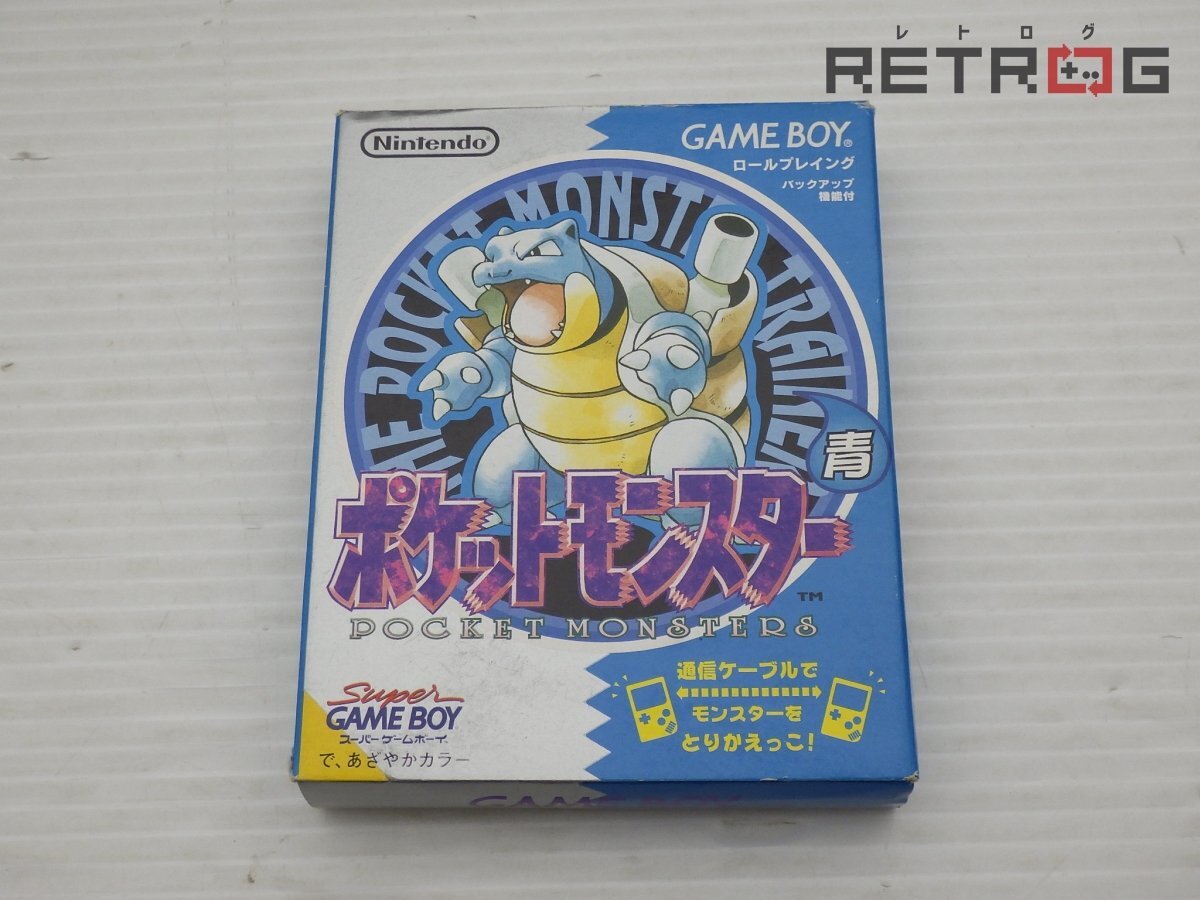 レトログ
RETROG
Nintendo®
GAME BOY®
ロールプレイング
バックアップ
機能付
THE POCKET MONSTER TRAINER
青
ポケットモンスター
TM
POCKET MONSTERS
Super
GAME BOY
スーパーゲームボーイ
で、あざやかカラー
通信ケーブルで
モンスターを
とりかえっこ!
GAME BOY